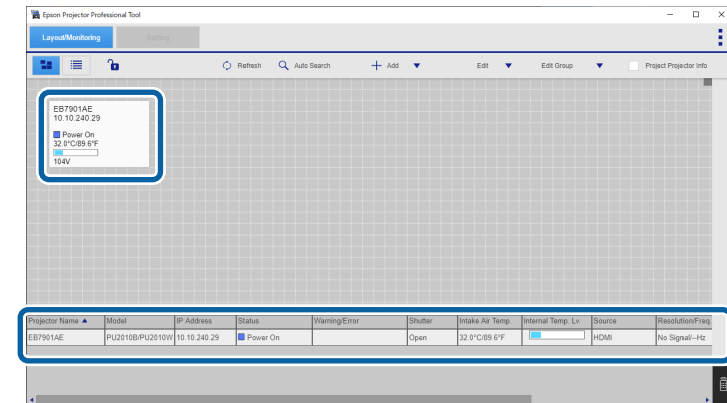 Epson Projector Professional Tool
Layout/Monitoring Setting
Refresh Auto Search Add Edit Edit Group Project Projector Info
EB7901AE
10.10.240.29
Power On
32.0°C/89.6°F
104V
Projector Name Model IP Address Status Warning/Error Shutter Intake Air Temp. Internal Temp. Lv. Source Resolution/Freq
EB7901AE PU2010B/PU2010W 10.10.240.29 Power On Open 32.0°C/89.6°F HDMI No Signal/--Hz